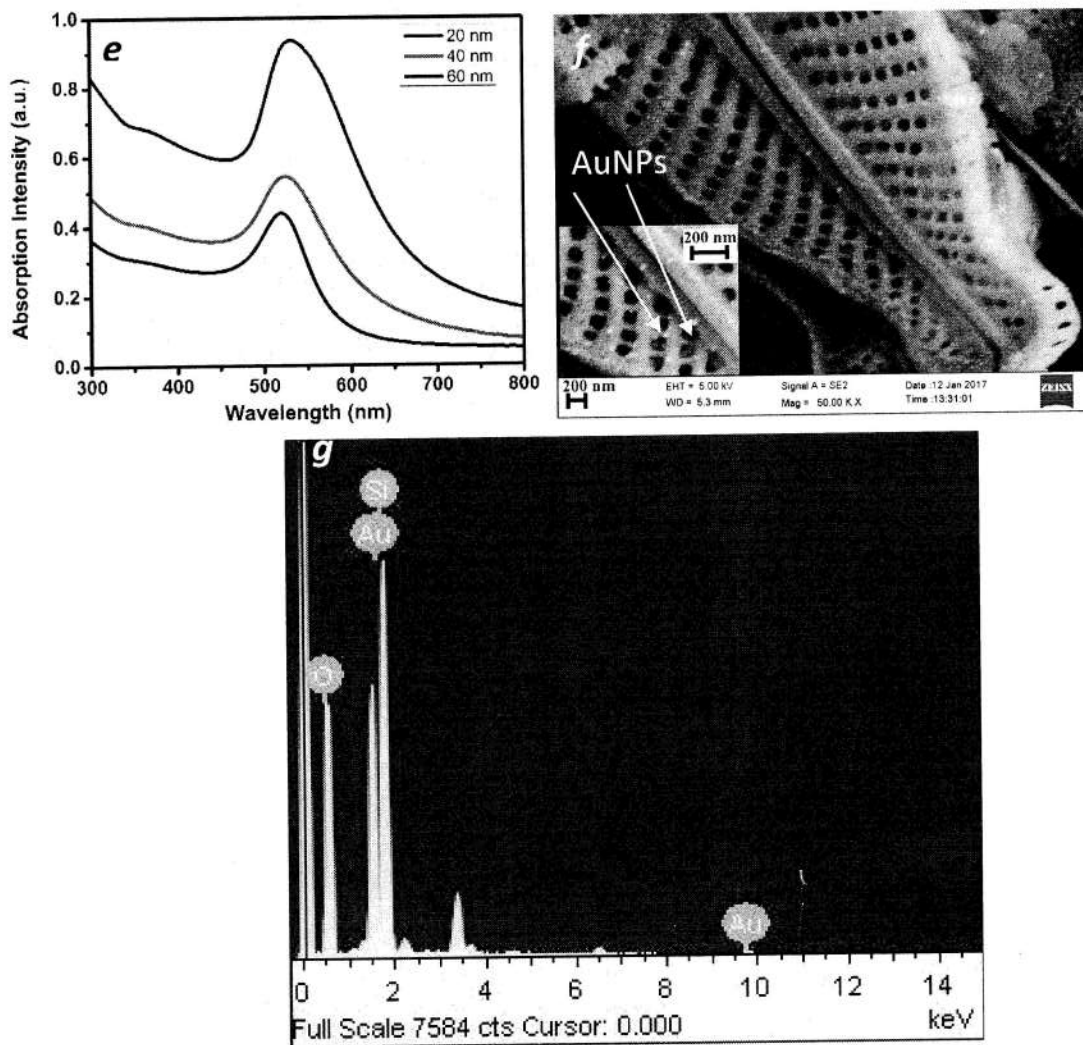 e
20 nm
40 nm
60 nm
1.0
0.8
0.6
0.4
0.2
0.0
Absorption Intensity (a.u.)
300 400 500 600 700 800
Wavelength (nm)
f
AuNPs
200 nm
200 nm
EHT = 5.00 kV
Signal A = SE2
Date :12 Jan 2017
WD = 5.3 mm
Mag = 50.00 K X
Time :13:31:01
ZEISS
g
Si
Au
O
Au
0 2 4 6 8 10 12 14
Full Scale 7584 cts Cursor: 0.000
keV